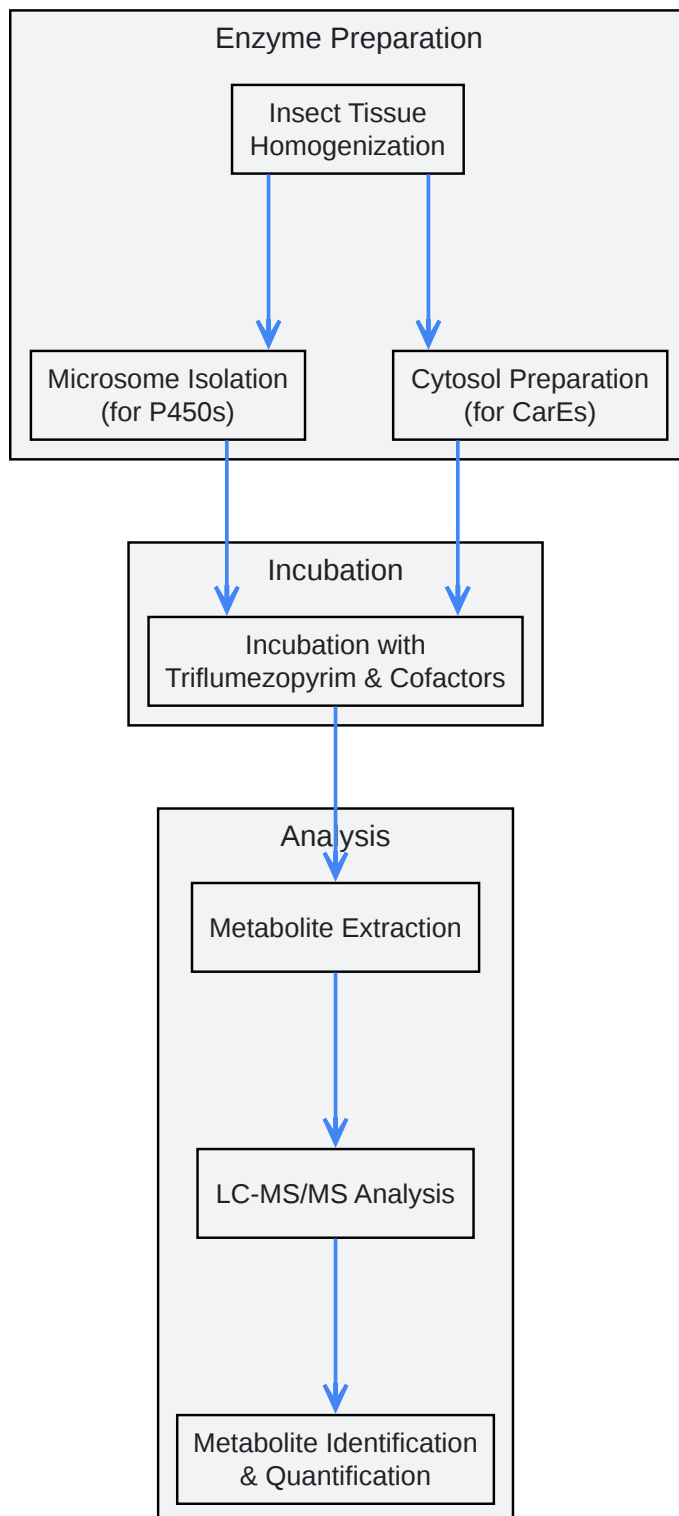 Enzyme Preparation
Insect Tissue
Homogenization
Microsome Isolation
(for P450s)
Cytosol Preparation
(for CarEs)
Incubation
Incubation with
Triflumezopyrim & Cofactors
Analysis
Metabolite Extraction
LC-MS/MS Analysis
Metabolite Identification
& Quantification